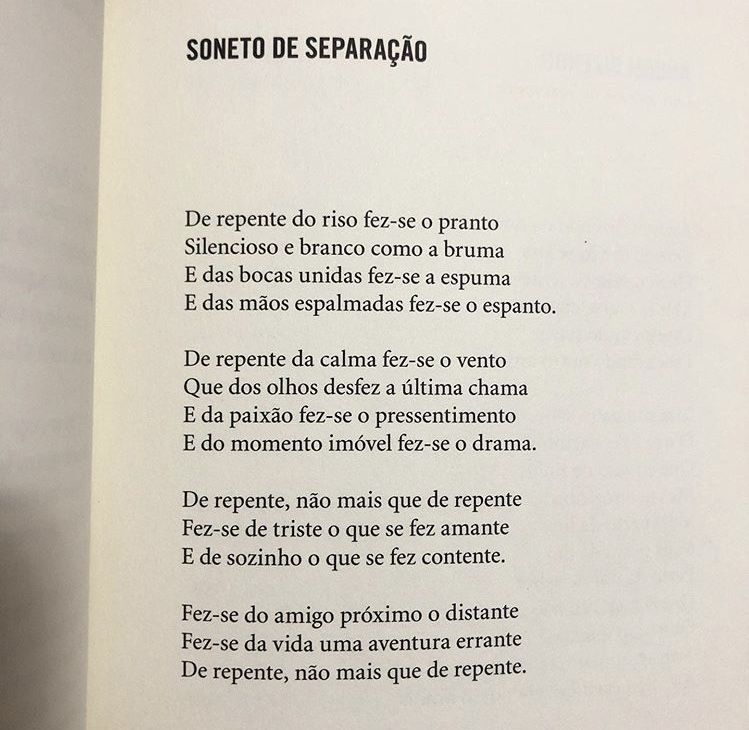 SONETO DE SEPARAÇÃO
De repente do riso fez-se o pranto
Silencioso e branco como a bruma
E das bocas unidas fez-se a espuma
E das mãos espalmadas fez-se o espanto.
De repente da calma fez-se o vento
Que dos olhos desfez a última chama
E da paixão fez-se o pressentimento
E do momento imóvel fez-se o drama.
De repente, não mais que de repente
Fez-se de triste o que se fez amante
E de sozinho o que se fez contente.
Fez-se do amigo próximo o distante
Fez-se da vida uma aventura errante
De repente, não mais que de repente.